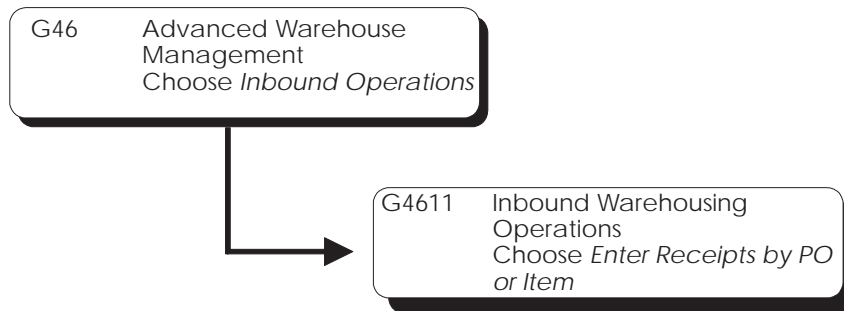 G46 Advanced Warehouse
Management
Choose Inbound Operations
G4611 Inbound Warehousing
Operations
Choose Enter Receipts by PO
or Item